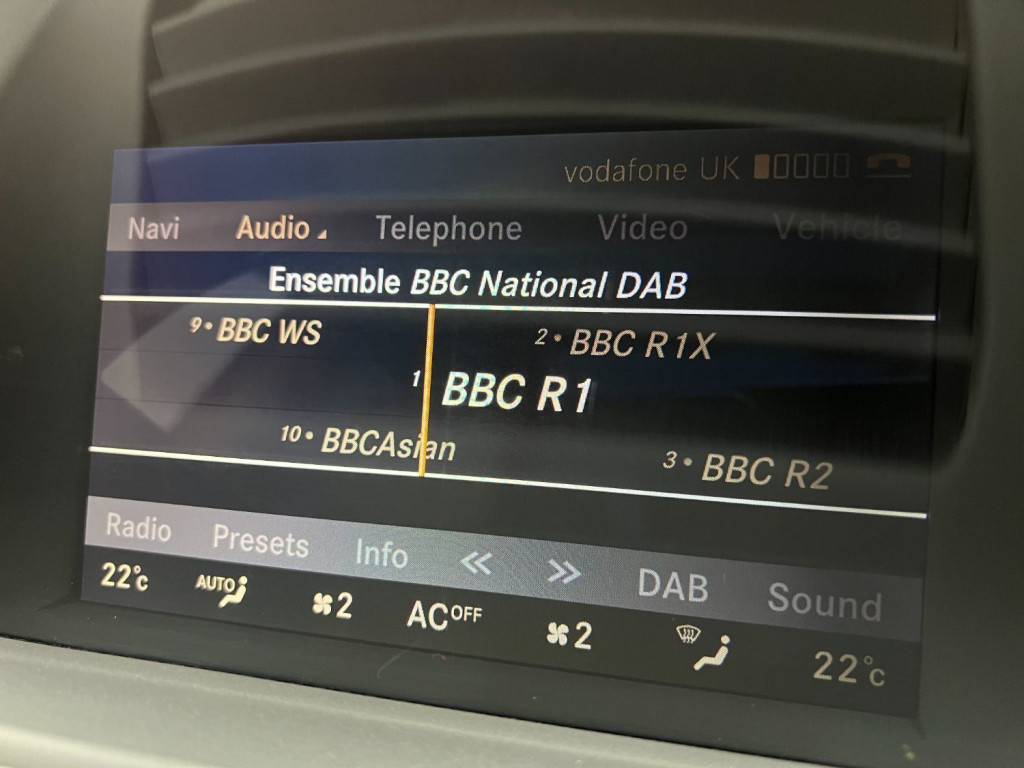 vodafone UK
Navi Audio Telephone Video Vehicle
Ensemble BBC National DAB
9• BBC WS 2• BBC R1X
1 BBC R1
10• BBCAsian 3• BBC R2
Radio Presets Info << >> DAB Sound
22°C AUTO 2 AC OFF 2 22°C